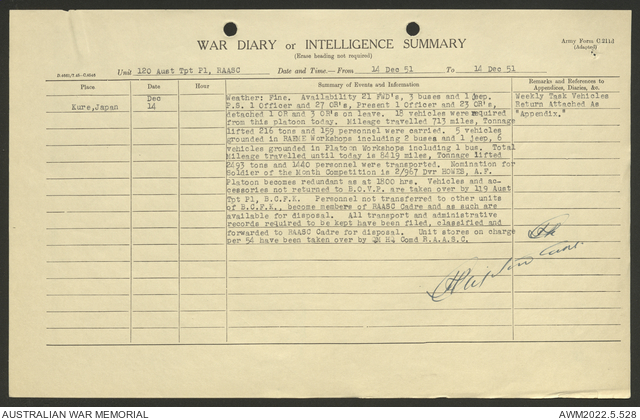 WAR DIARY or INTELLIGENCE SUMMARY
(Erase heading not required)
Army Form C.2118
(Adapted)
Unit 120 Aust Tpt Pl, RAASC Date and Time—From 14 Dec 51 To 14 Dec 51
Place Date Hour Summary of Events and Information Remarks and References to Appendices, Diaries, &c.
Kure,Japan Dec 14
Weather: Fine. Availability 21 FWD's, 3 buses and 1 jeep.
P.S. 1 Officer and 27 OR's, Present 1 Officer and 23 OR's,
detached 1 OR and 3 OR's on leave. 18 vehicles were required
from this platoon today. Mileage travelled 713 miles, Tonnage
lifted 216 tons and 159 personnel were carried. 5 vehicles
grounded in RAEME Workshops including 2 buses and 1 jeep, 6
vehicles grounded in Platoon Workshops including 1 bus. Total
mileage travelled until today is 8419 miles, Tonnage lifted
2493 tons and 1440 personnel were transported. Nomination for
Soldier of the Month Competition is 2/967 Dvr HOWES, A.F.
Platoon becomes redundant as at 1800 hrs. Vehicles and ac-
cessories not returned to B.O.V.P. are taken over by 119 Aust
Tpt Pl, B.C.F.K. Personnel not transferred to other units
of B.C.F.K., become members of RAASC Cadre and as such are
available for disposal. All transport and administrative
records required to be kept have been filed, classified and
forwarded to RAASC Cadre for disposal. Unit stores on charge
per 54 have been taken over by QM HQ Comd R.A.A.S.C.
Weekly Task Vehicles
Return Attached As
"Appendix."
AUSTRALIAN WAR MEMORIAL
AWM2022.5.528